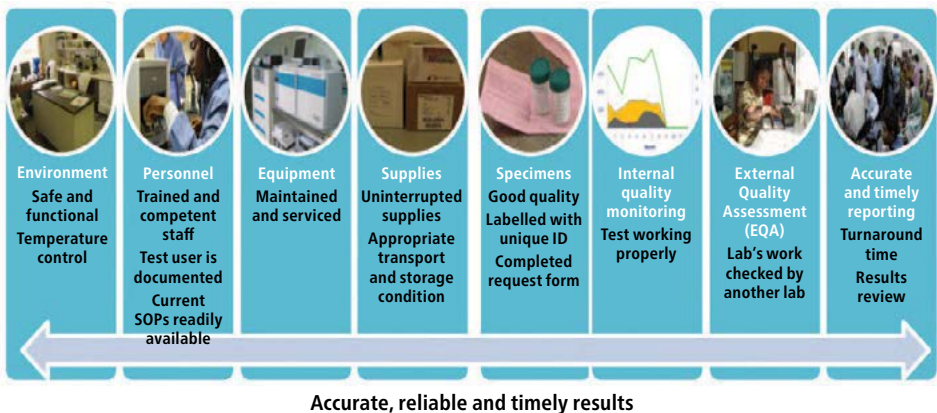 Environment
Safe and
functional
Temperature
control
Personnel
Trained and
competent
staff
Test user is
documented
Current
SOPs readily
available
Equipment
Maintained
and serviced
Supplies
Uninterrupted
supplies
Appropriate
transport
and storage
condition
Specimens
Good quality
Labelled with
unique ID
Completed
request form
Internal
quality
monitoring
Test working
properly
External
Quality
Assessment
(EQA)
Lab's work
checked by
another lab
Accurate
and timely
reporting
Turnaround
time
Results
review
Accurate, reliable and timely results